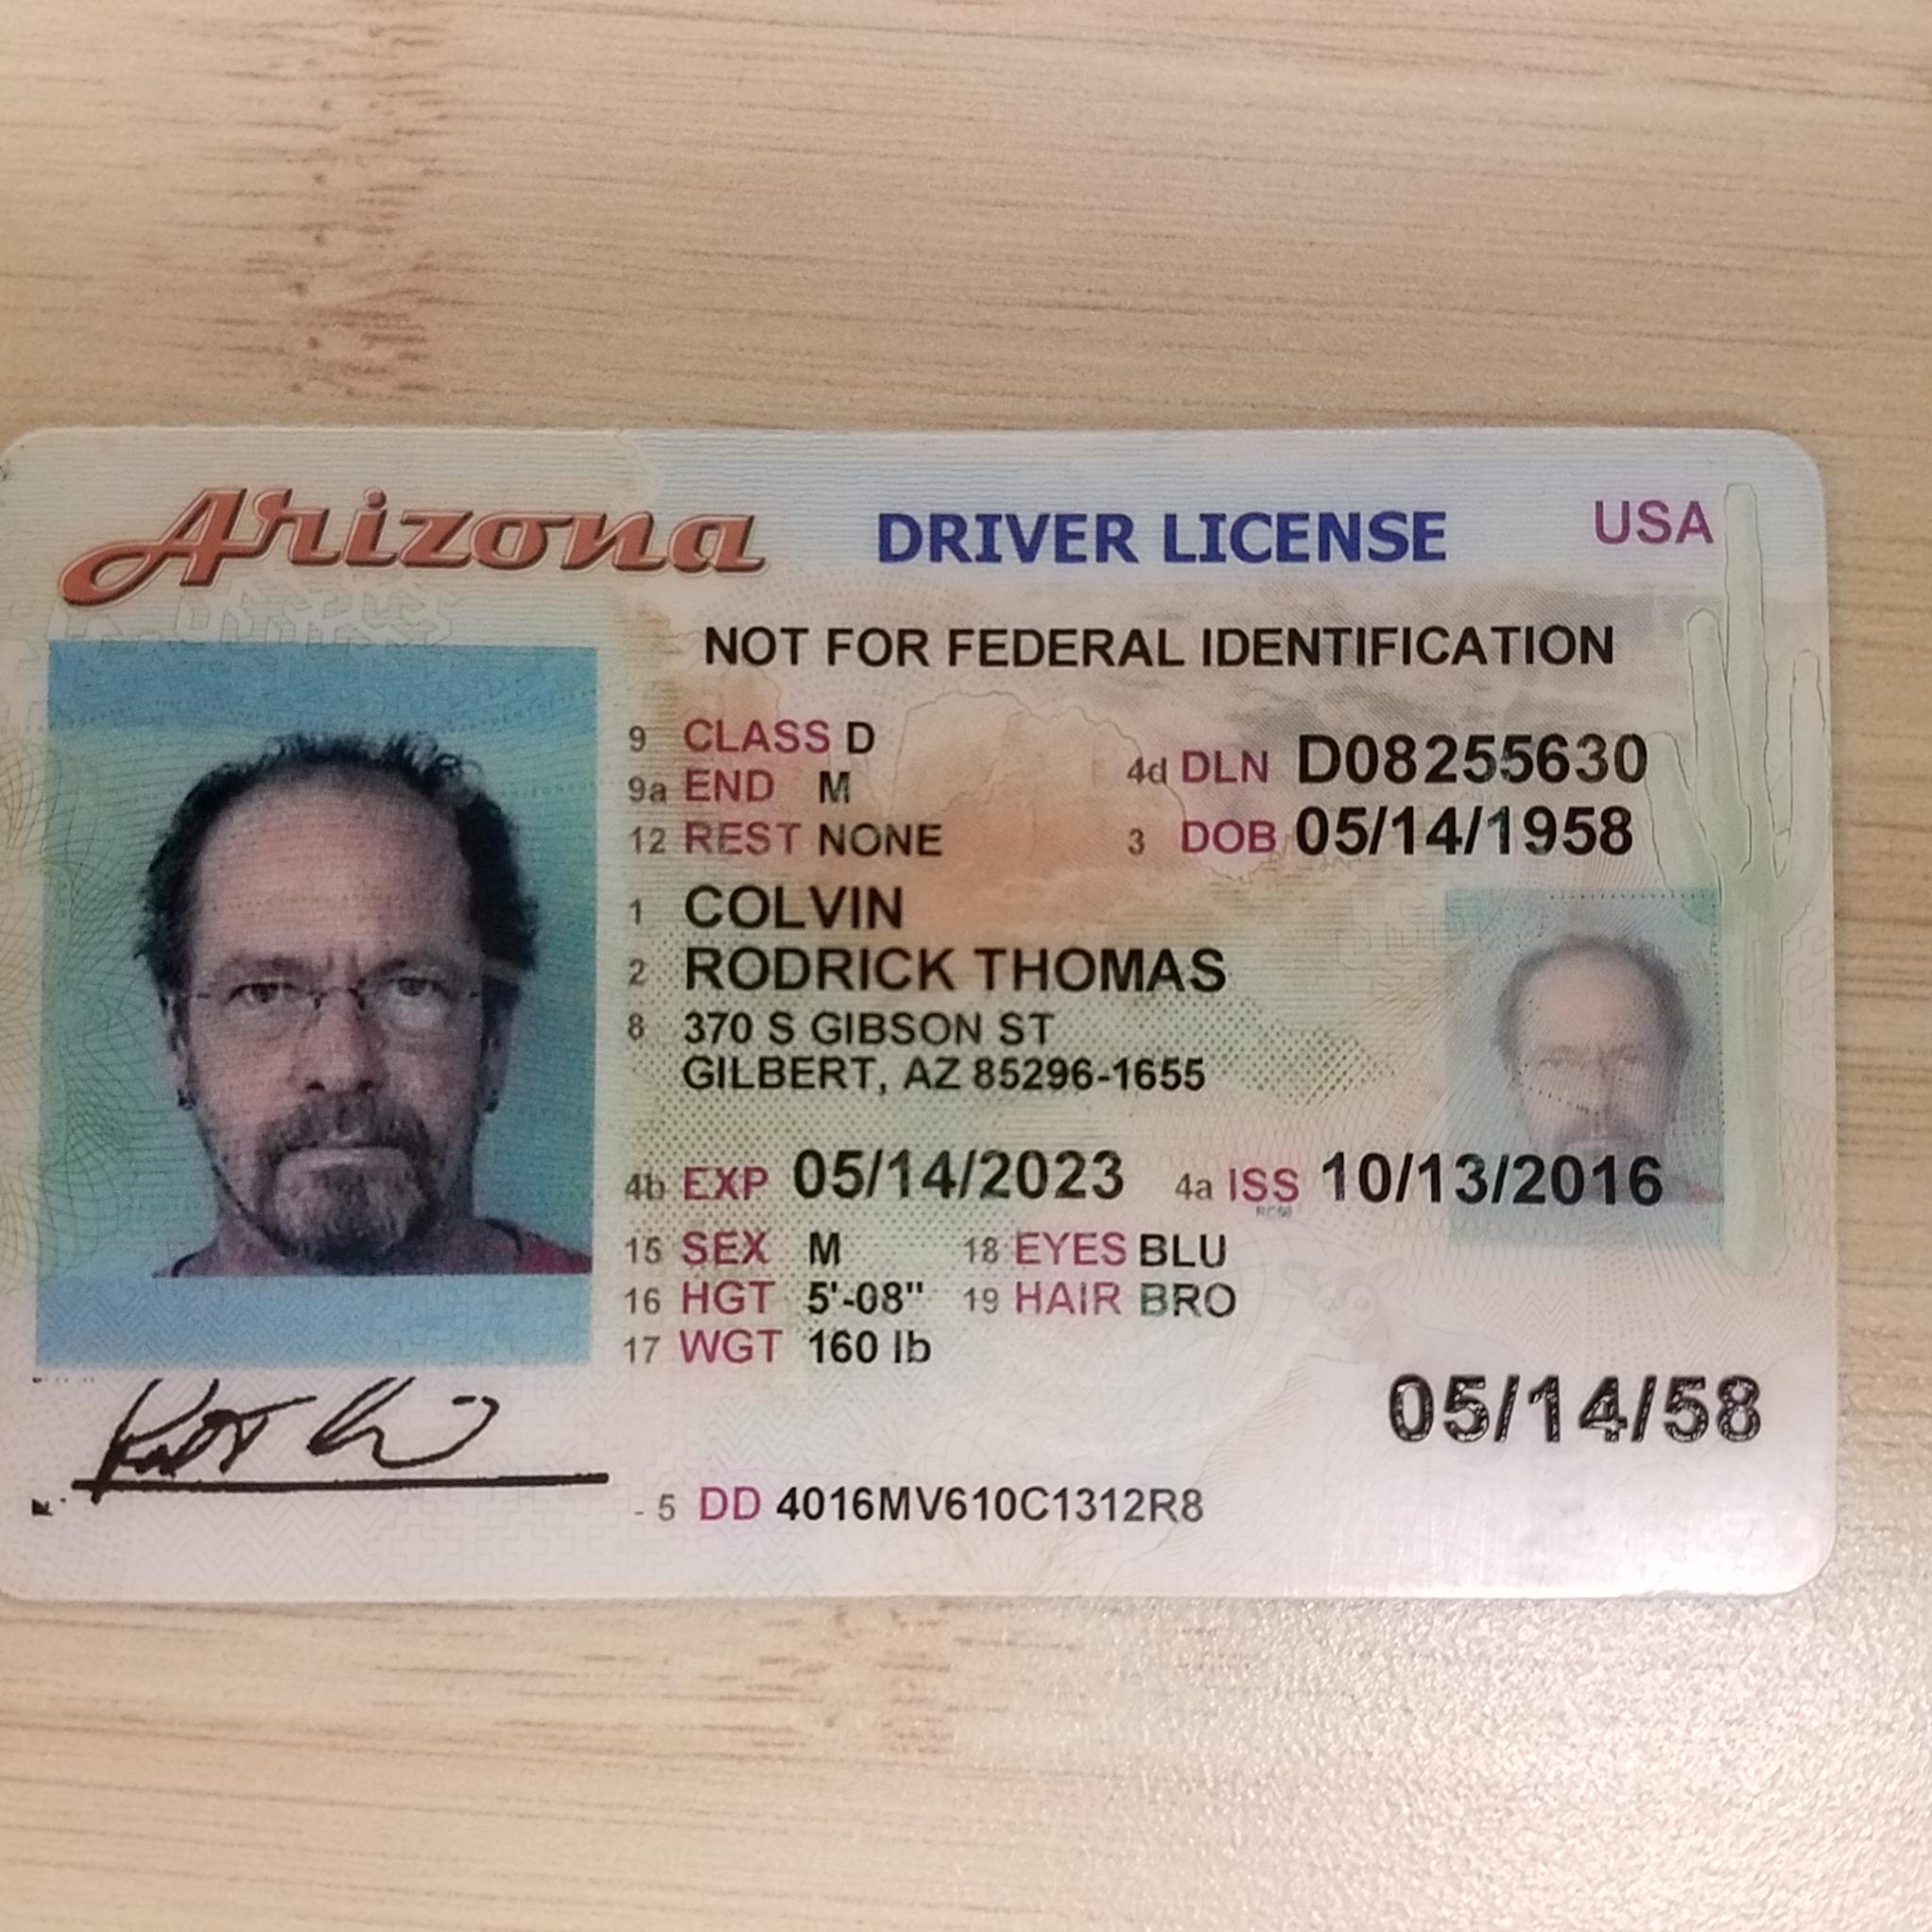 Arizona DRIVER LICENSE USA
NOT FOR FEDERAL IDENTIFICATION
9 CLASS D
9a END M
4d DLN D08255630
12 REST NONE
3 DOB 05/14/1958
1 COLVIN
2 RODRICK THOMAS
8 370 S GIBSON ST
GILBERT, AZ 85296-1655
4b EXP 05/14/2023 4a ISS 10/13/2016
15 SEX M 18 EYES BLU
16 HGT 5'-08" 19 HAIR BRO
17 WGT 160 lb
05/14/58
5 DD 4016MV610C1312R8